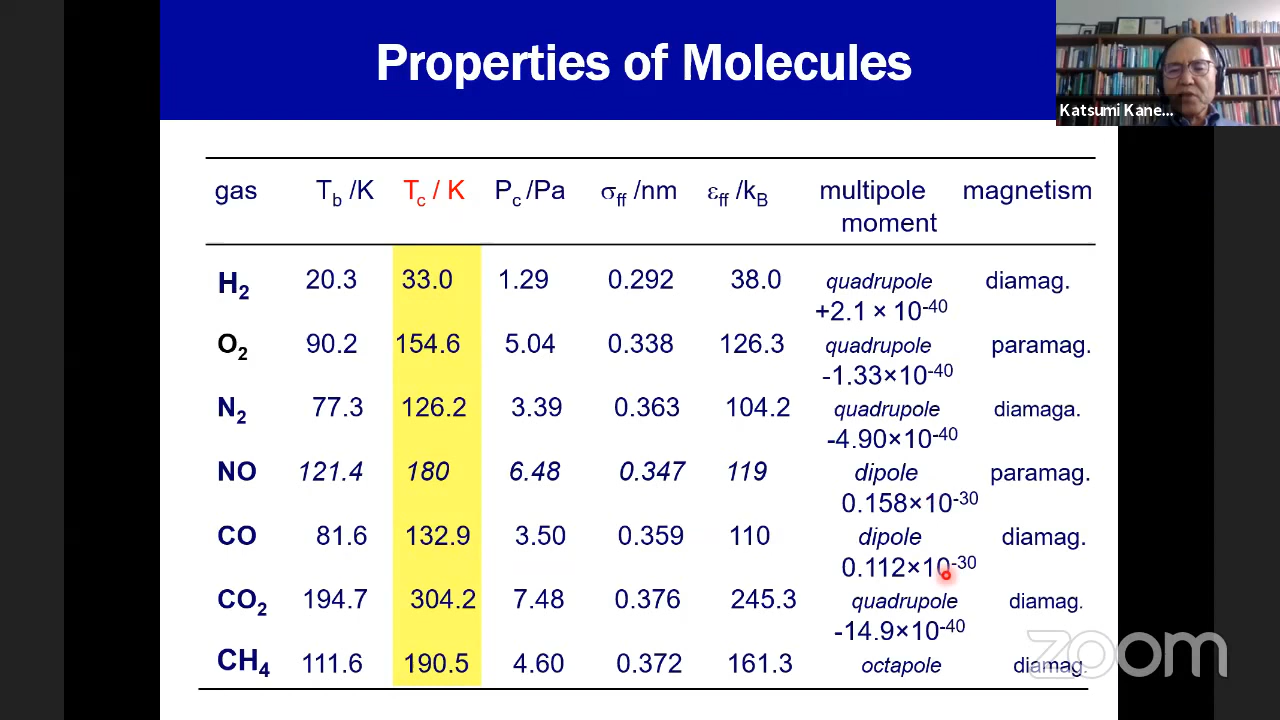 Properties of Molecules
Katsumi Kane...
gas T_b /K T_c / K P_c /Pa σ_ff /nm ε_ff /k_B multipole moment magnetism
H₂ 20.3 33.0 1.29 0.292 38.0 quadrupole diamag.
+2.1 × 10⁻⁴⁰
O₂ 90.2 154.6 5.04 0.338 126.3 quadrupole paramag.
-1.33×10⁻⁴⁰
N₂ 77.3 126.2 3.39 0.363 104.2 quadrupole diamaga.
-4.90×10⁻⁴⁰
NO 121.4 180 6.48 0.347 119 dipole paramag.
0.158×10⁻³⁰
CO 81.6 132.9 3.50 0.359 110 dipole diamag.
0.112×10⁻³⁰
CO₂ 194.7 304.2 7.48 0.376 245.3 quadrupole diamag.
-14.9×10⁻⁴⁰
CH₄ 111.6 190.5 4.60 0.372 161.3 octapole diamag.
zoom